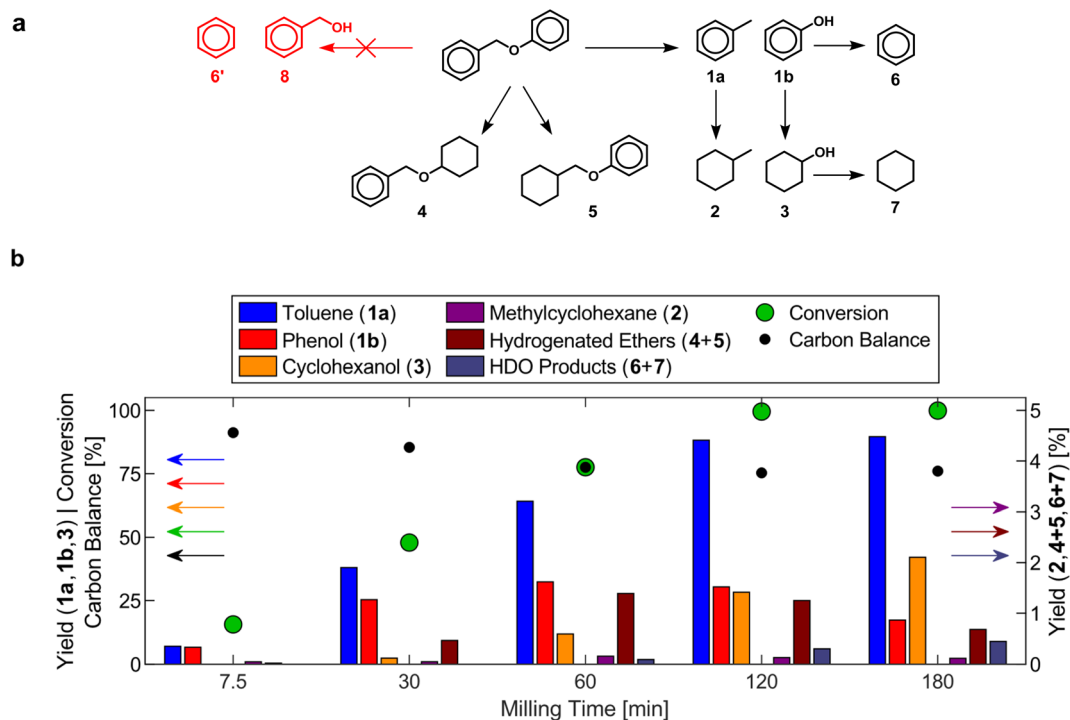 a
OH
O
OH
6'
8
1a
1b
6
O
O
OH
4
5
2
3
7
b
Toluene (1a)
Methylcyclohexane (2)
Conversion
Phenol (1b)
Hydrogenated Ethers (4+5)
Carbon Balance
Cyclohexanol (3)
HDO Products (6+7)
Yield (1a,1b,3) | Conversion
Carbon Balance [%]
100
75
50
25
0
5
4
3
2
1
0
Yield (2,4+5,6+7) [%]
7.5
30
60
120
180
Milling Time [min]